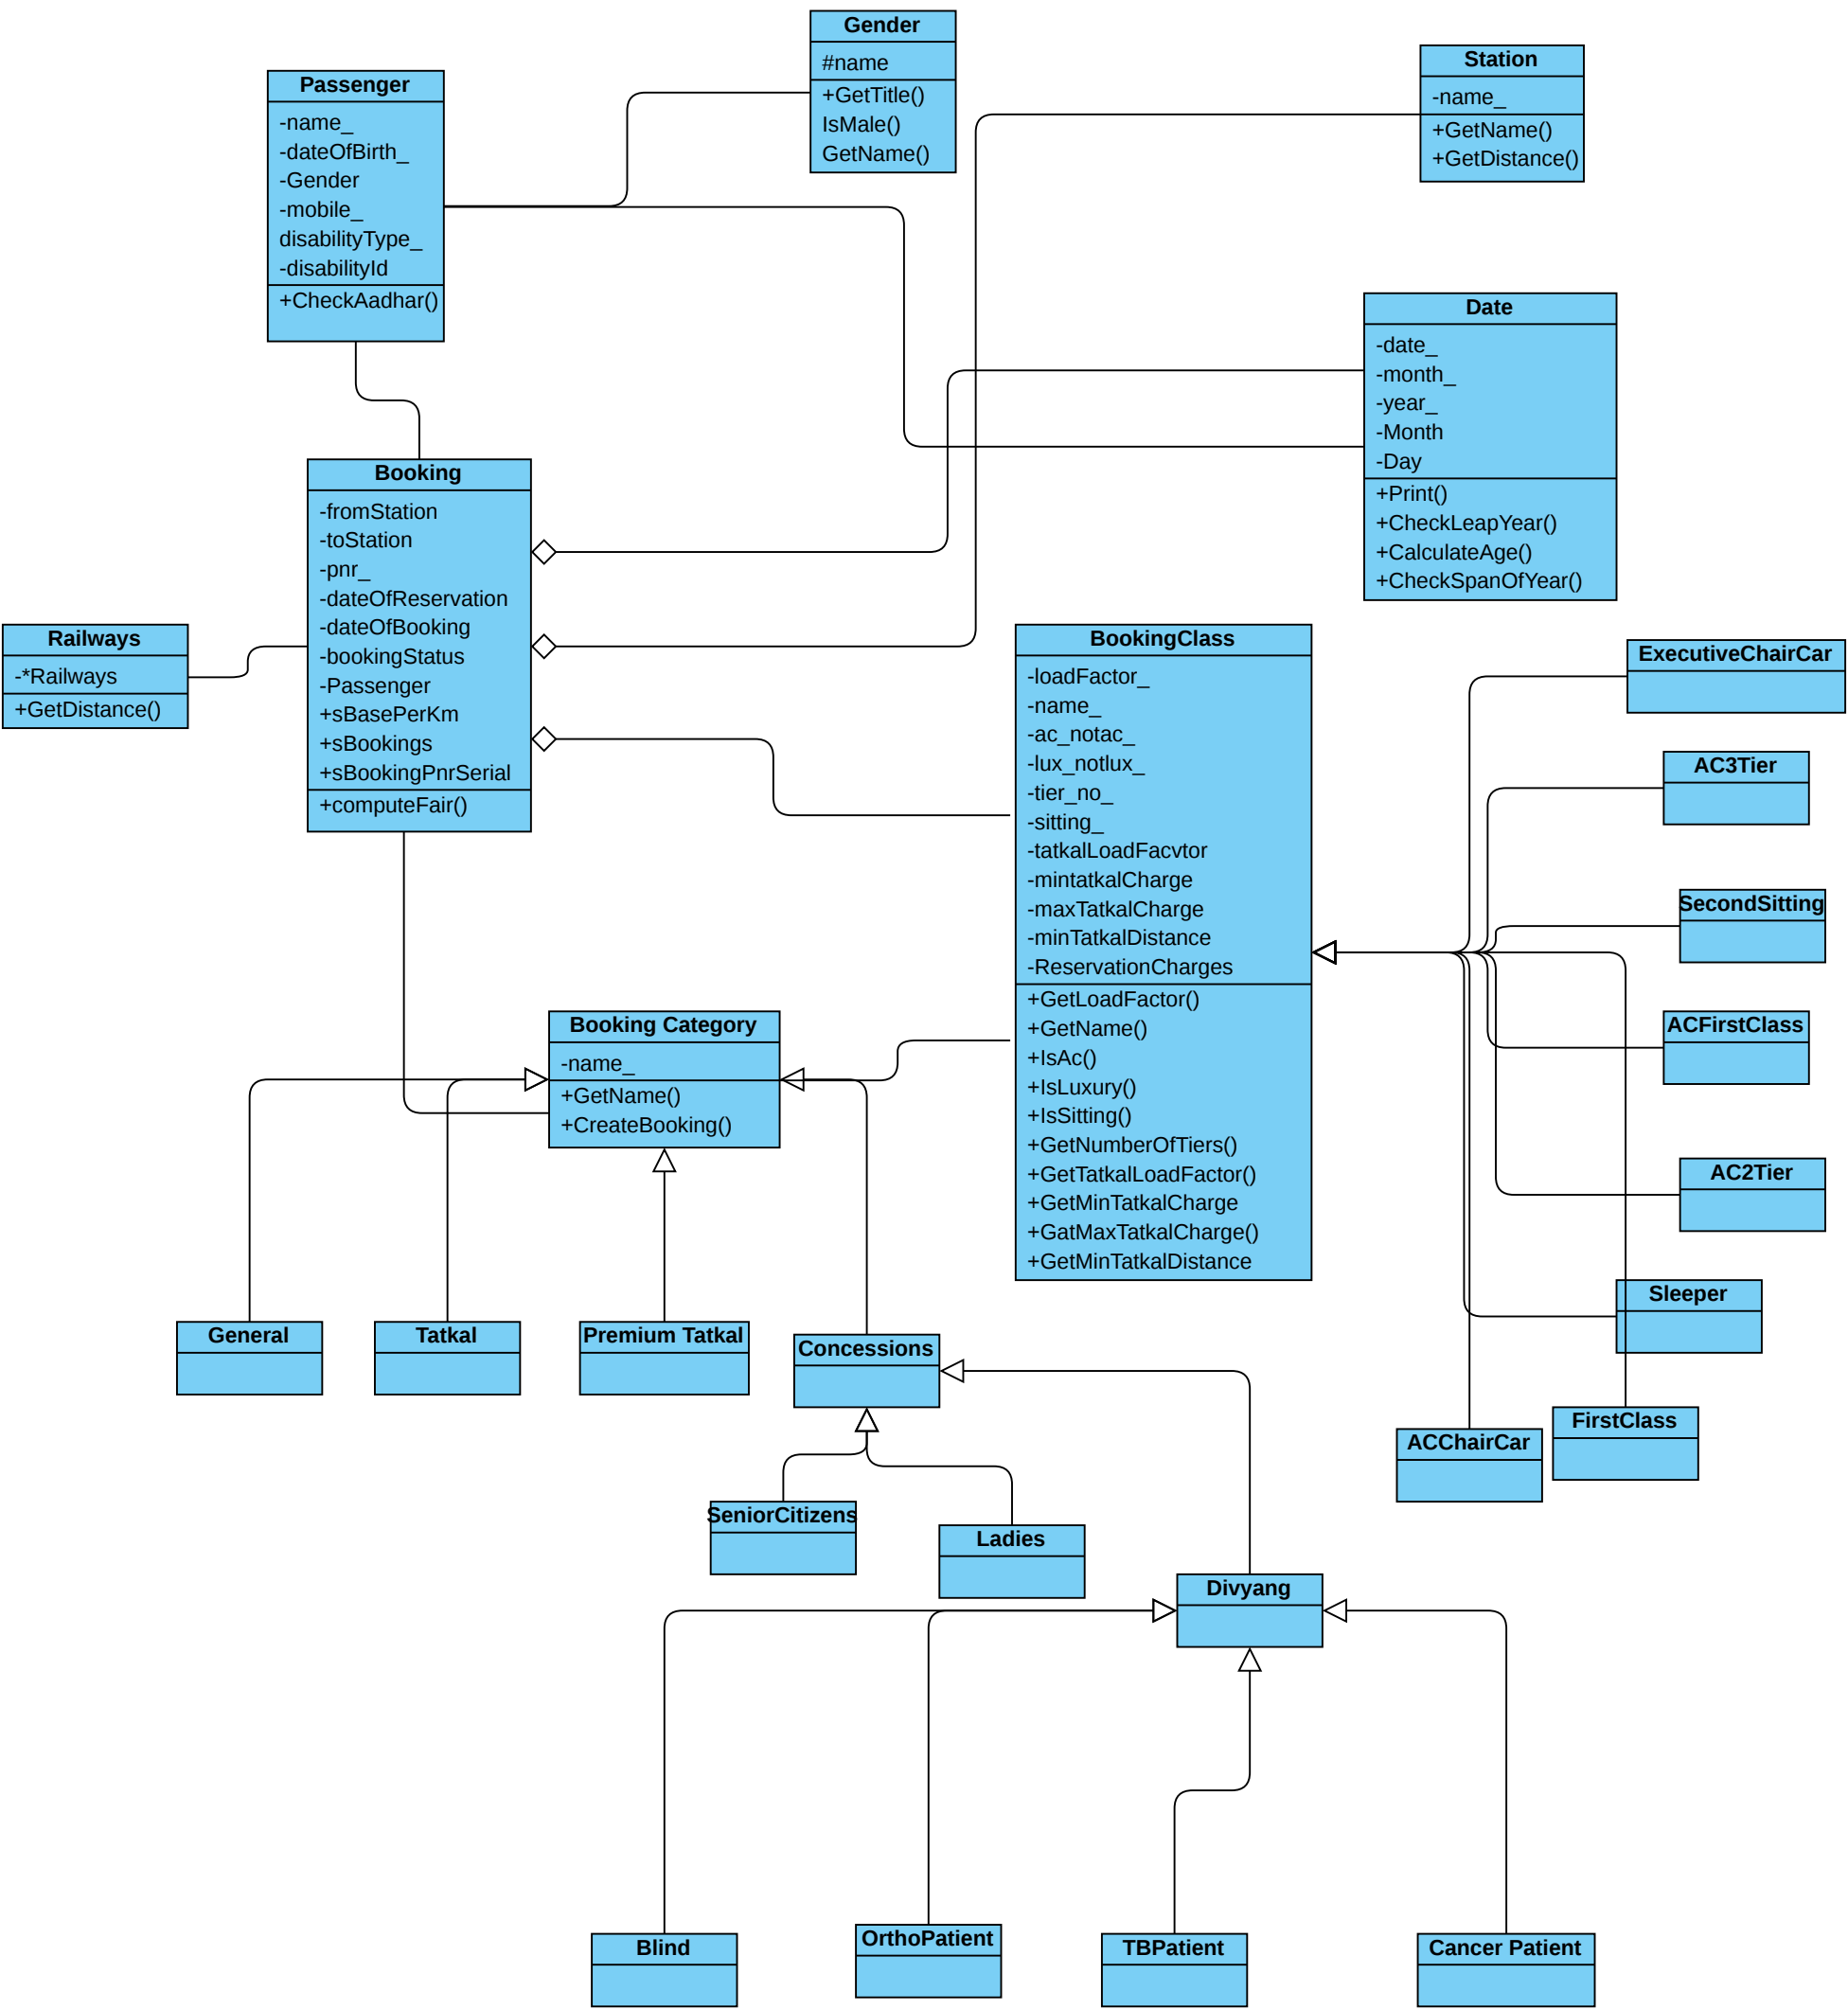 Gender
#name
+GetTitle()
IsMale()
GetName()
Station
-name_
+GetName()
+GetDistance()
Passenger
-name_
-dateOfBirth_
-Gender
-mobile_
disabilityType_
-disabilityId
+CheckAadhar()
Date
-date_
-month_
-year_
-Month
-Day
+Print()
+CheckLeapYear()
+CalculateAge()
+CheckSpanOfYear()
Booking
-fromStation
-toStation
-pnr_
-dateOfReservation
-dateOfBooking
-bookingStatus
-Passenger
+sBasePerKm
+sBookings
+sBookingPnrSerial
+computeFair()
Railways
-*Railways
+GetDistance()
BookingClass
-loadFactor_
-name_
-ac_notac_
-lux_notlux_
-tier_no_
-sitting_
-tatkalLoadFacvtor
-mintatkalCharge
-maxTatkalCharge
-minTatkalDistance
-ReservationCharges
+GetLoadFactor()
+GetName()
+IsAc()
+IsLuxury()
+IsSitting()
+GetNumberOfTiers()
+GetTatkalLoadFactor()
+GetMinTatkalCharge
+GatMaxTatkalCharge()
+GetMinTatkalDistance
ExecutiveChairCar
AC3Tier
SecondSitting
ACFirstClass
AC2Tier
Sleeper
FirstClass
ACChairCar
Booking Category
-name_
+GetName()
+CreateBooking()
General
Tatkal
Premium Tatkal
Concessions
SeniorCitizens
Ladies
Divyang
Blind
OrthoPatient
TBPatient
Cancer Patient